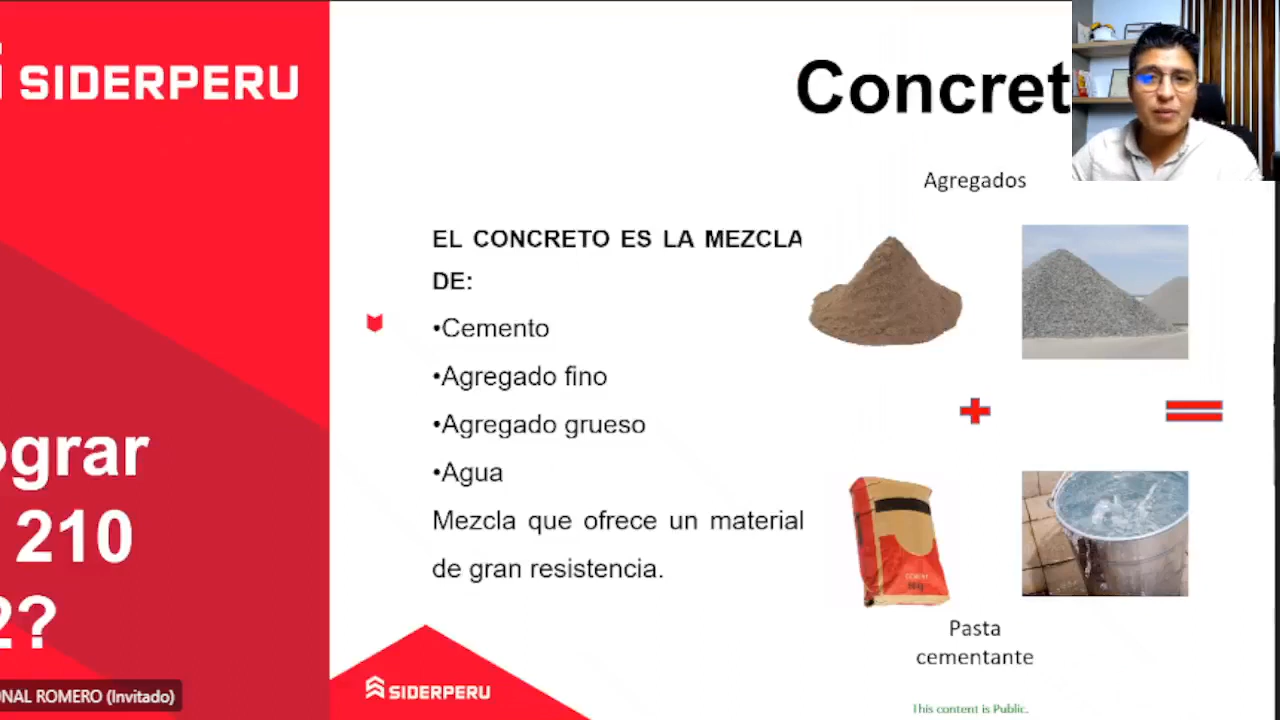 SIDERPERU
ograr
210
2?
ONAL ROMERO (Invitado)
Concret
Agregados
EL CONCRETO ES LA MEZCLA
DE:
•Cemento
•Agregado fino
•Agregado grueso
•Agua
Mezcla que ofrece un material
de gran resistencia.
Pasta
cementante
SIDERPERU
This content is Public.